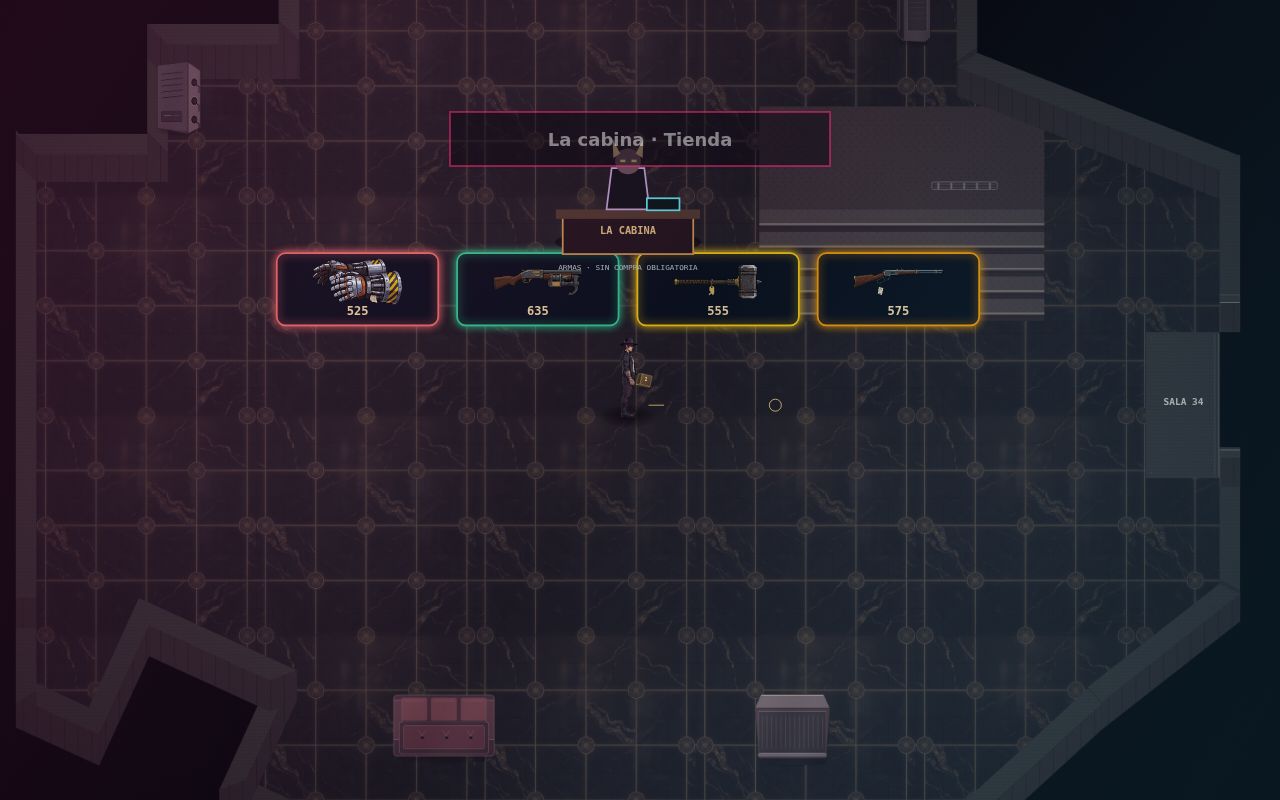 La cabina · Tienda
LA CABINA
ARMAS · SIN COMPRA OBLIGATORIA
525
635
555
575
SALA 34